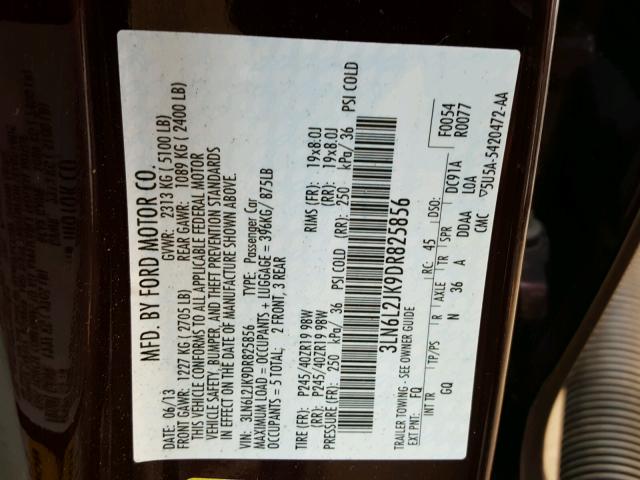 MFD. BY FORD MOTOR CO.
DATE: 06/13 GVWR: 2313 KG ( 5100 LB)
FRONT GAWR: 1227 KG ( 2705 LB) REAR GAWR: 1089 KG ( 2400 LB)
THIS VEHICLE CONFORMS TO ALL APPLICABLE FEDERAL MOTOR
VEHICLE SAFETY, BUMPER, AND THEFT PREVENTION STANDARDS
IN EFFECT ON THE DATE OF MANUFACTURE SHOWN ABOVE.
VIN: 3LN6L2JK9DR825856 TYPE: Passenger Car
MAXIMUM LOAD = OCCUPANTS + LUGGAGE = 396KG/ 875LB
OCCUPANTS = 5 TOTAL: 2 FRONT, 3 REAR
TIRE (FR): P245/40ZR19 98W RIMS (FR): 19x8.0J
(RR): P245/40ZR19 98W (RR): 19x8.0J
PRESSURE (FR): 250 kPa/ 36 PSI COLD (RR): 250 kPa/ 36 PSI COLD
3LN6L2JK9DR825856
TRAILER TOWING - SEE OWNER GUIDE
EXT PNT: FQ RC: 45 DSO: F0054
R0077
INT TR TP/PS R AXLE TR SPR DC91A
GQ N 36 A DDAA LOA
CMC ▽5U5A-5420472-AA